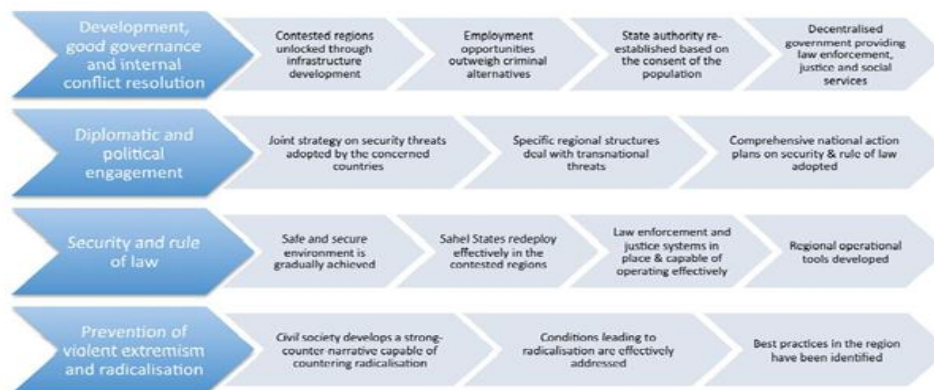 Development,
good governance
and internal
conflict resolution
Contested regions
unlocked through
infrastructure
development
Employment
opportunities
outweigh criminal
alternatives
State authority re-
established based on
the consent of the
population
Decentralised
government providing
law enforcement,
justice and social
services
Diplomatic and
political
engagement
Joint strategy on security threats
adopted by the concerned
countries
Specific regional structures
deal with transnational
threats
Comprehensive national action
plans on security & rule of law
adopted
Security and rule
of law
Safe and secure
environment is
gradually achieved
Sahel States redeploy
effectively in the
contested regions
Law enforcement and
justice systems in
place & capable of
operating effectively
Regional operational
tools developed
Prevention of
violent extremism
and radicalisation
Civil society develops a strong-
counter-narrative capable of
countering radicalisation
Conditions leading to
radicalisation are effectively
addressed
Best practices in the region
have been identified